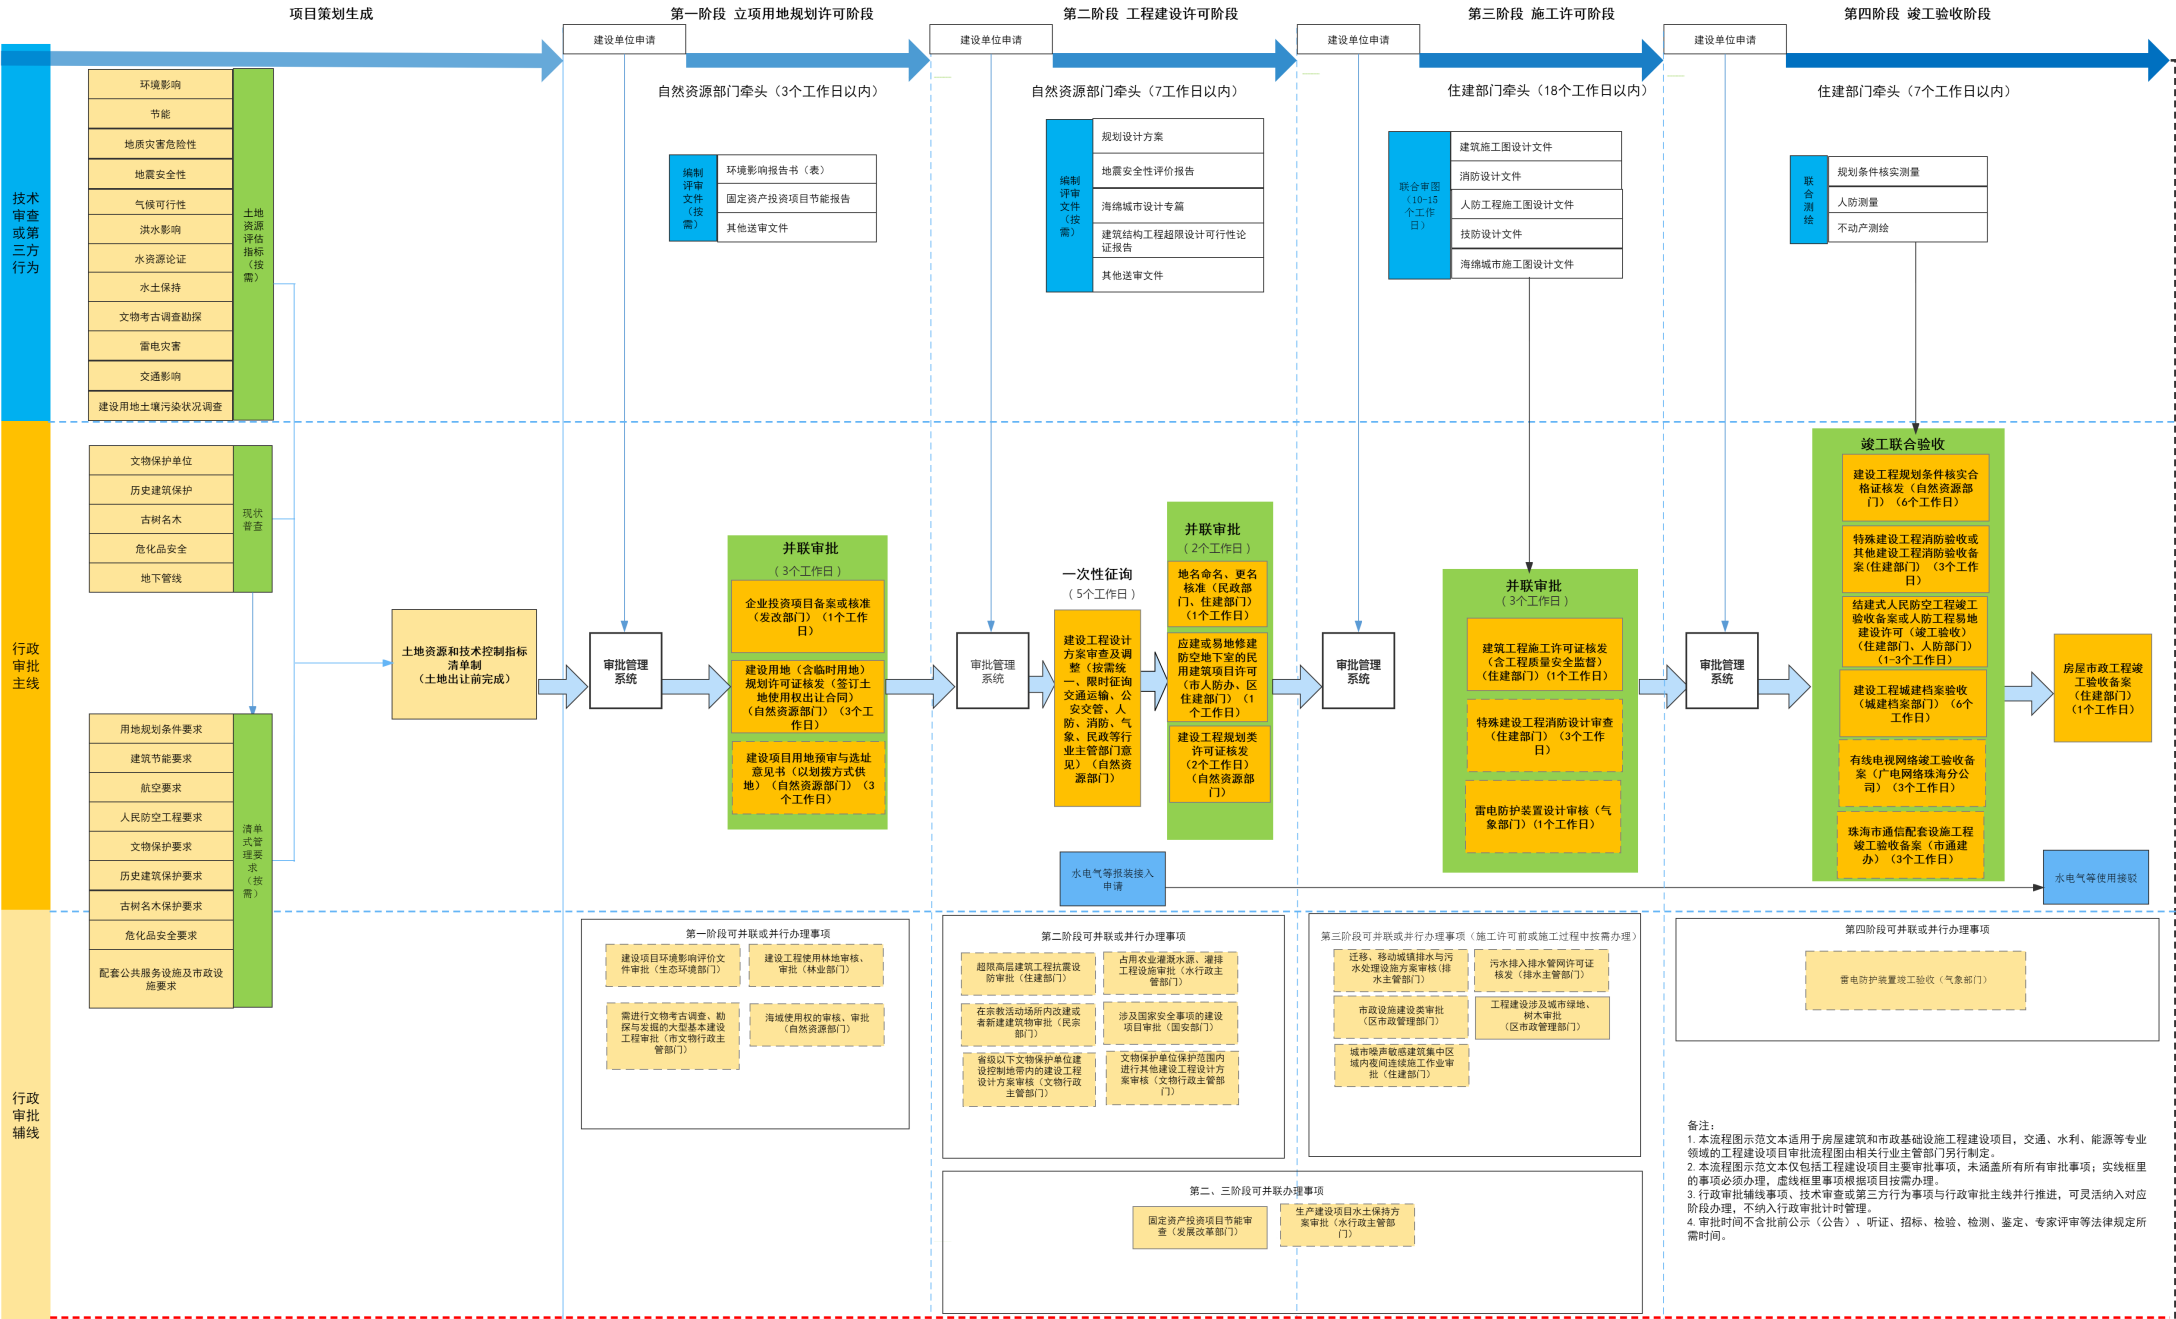 项目策划生成
第一阶段 立项用地规划许可阶段
第二阶段 工程建设许可阶段
第三阶段 施工许可阶段
第四阶段 竣工验收阶段
建设单位申请
建设单位申请
建设单位申请
建设单位申请
自然资源部门牵头（3个工作日以内）
自然资源部门牵头（7工作日以内）
住建部门牵头（18个工作日以内）
住建部门牵头（7个工作日以内）
技术
审查
或第
三方
行为
环境影响
节能
地质灾害危险性
地震安全性
气候可行性
洪水影响
水资源论证
水土保持
文物考古调查勘探
雷电灾害
交通影响
建设用地土壤污染状况调查
土地
资源
评估
指标
（按
需）
编制
评审
文件
（按
需）
环境影响报告书（表）
固定资产投资项目节能报告
其他送审文件
编制
评审
文件
（按
需）
规划设计方案
地震安全性评价报告
海绵城市设计专篇
建筑结构工程超限设计可行性论
证报告
其他送审文件
联合审图
（10-15
个工作
日）
建筑施工图设计文件
消防设计文件
人防工程施工图设计文件
技防设计文件
海绵城市施工图设计文件
联
合
测
绘
规划条件核实测量
人防测量
不动产测绘
行政
审批
主线
文物保护单位
历史建筑保护
古树名木
危化品安全
地下管线
现状
普查
用地规划条件要求
建筑节能要求
航空要求
人民防空工程要求
文物保护要求
历史建筑保护要求
古树名木保护要求
危化品安全要求
配套公共服务设施及市政设
施要求
清单
式管
理要
求
（按
需）
土地资源和技术控制指标
清单制
（土地出让前完成）
审批管理
系统
并联审批
（3个工作日）
企业投资项目备案或核准
（发改部门）（1个工作
日）
建设用地（含临时用地）
规划许可证核发（签订土
地使用权出让合同）
（自然资源部门）（3个工
作日）
建设项目用地预审与选址
意见书（以划拨方式供
地）（自然资源部门）（3
个工作日）
审批管理
系统
一次性征询
（5个工作日）
建设工程设计
方案审查及调
整（按需统
一、限时征询
交通运输、公
安交管、人
防、消防、气
象、民政等行
业主管部门意
见）（自然资
源部门）
并联审批
（2个工作日）
地名命名、更名
核准（民政部
门、住建部门）
（1个工作日）
应建或易地修建
防空地下室的民
用建筑项目许可
（市人防办、区
住建部门）（1
个工作日）
建设工程规划类
许可证核发
（2个工作日）
（自然资源部
门）
水电气等报装接入
申请
审批管理
系统
并联审批
（3个工作日）
建筑工程施工许可证核发
（含工程质量安全监督）
（住建部门）（1个工作日）
特殊建设工程消防设计审查
（住建部门）（3个工作
日）
雷电防护装置设计审核（气
象部门）（1个工作日）
审批管理
系统
竣工联合验收
建设工程规划条件核实合
格证核发（自然资源部
门）（6个工作日）
特殊建设工程消防验收或
其他建设工程消防验收备
案(住建部门）（3个工作
日）
结建式人民防空工程竣工
验收备案或人防工程易地
建设许可（竣工验收）
（住建部门、人防部门）
（1-3个工作日）
建设工程城建档案验收
（城建档案部门）（6个
工作日）
有线电视网络竣工验收备
案（广电网络珠海分公
司）（3个工作日）
珠海市通信配套设施工程
竣工验收备案（市通建
办）（3个工作日）
房屋市政工程竣
工验收备案
（住建部门）
（1个工作日）
水电气等使用接驳
行政
审批
辅线
第一阶段可并联或并行办理事项
建设项目环境影响评价文
件审批（生态环境部门）
建设工程使用林地审核、
审批（林业部门）
需进行文物考古调查、勘
探与发掘的大型基本建设
工程审批（市文物行政主
管部门）
海域使用权的审核、审批
（自然资源部门）
第二阶段可并联或并行办理事项
超限高层建筑工程抗震设
防审批（住建部门）
占用农业灌溉水源、灌排
工程设施审批（水行政主
管部门）
在宗教活动场所内改建或
者新建建筑物审批（民宗
部门）
涉及国家安全事项的建设
项目审批（国安部门）
省级以下文物保护单位建
设控制地带内的建设工程
设计方案审核（文物行政
主管部门）
文物保护单位保护范围内
进行其他建设工程设计方
案审核（文物行政主管部
门）
第三阶段可并联或并行办理事项（施工许可前或施工过程中按需办理）
迁移、移动城镇排水与污
水处理设施方案审核(排
水主管部门）
污水排入排水管网许可证
核发（排水主管部门）
市政设施建设类审批
（区市政管理部门）
工程建设涉及城市绿地、
树木审批
（区市政管理部门）
城市噪声敏感建筑集中区
域内夜间连续施工作业审
批（住建部门）
第四阶段可并联或并行办理事项
雷电防护装置竣工验收（气象部门）
第二、三阶段可并联办理事项
固定资产投资项目节能审
查（发展改革部门）
生产建设项目水土保持方
案审批（水行政主管部
门）
备注：
1.本流程图示范文本适用于房屋建筑和市政基础设施工程建设项目，交通、水利、能源等专业
领域的工程建设项目审批流程图由相关行业主管部门另行制定。
2.本流程图示范文本仅包括工程建设项目主要审批事项，未涵盖所有所有审批事项；实线框里
的事项必须办理，虚线框里事项根据项目按需办理。
3.行政审批辅线事项、技术审查或第三方行为事项与行政审批主线并行推进，可灵活纳入对应
阶段办理，不纳入行政审批计时管理。
4.审批时间不含批前公示（公告）、听证、招标、检验、检测、鉴定、专家评审等法律规定所
需时间。